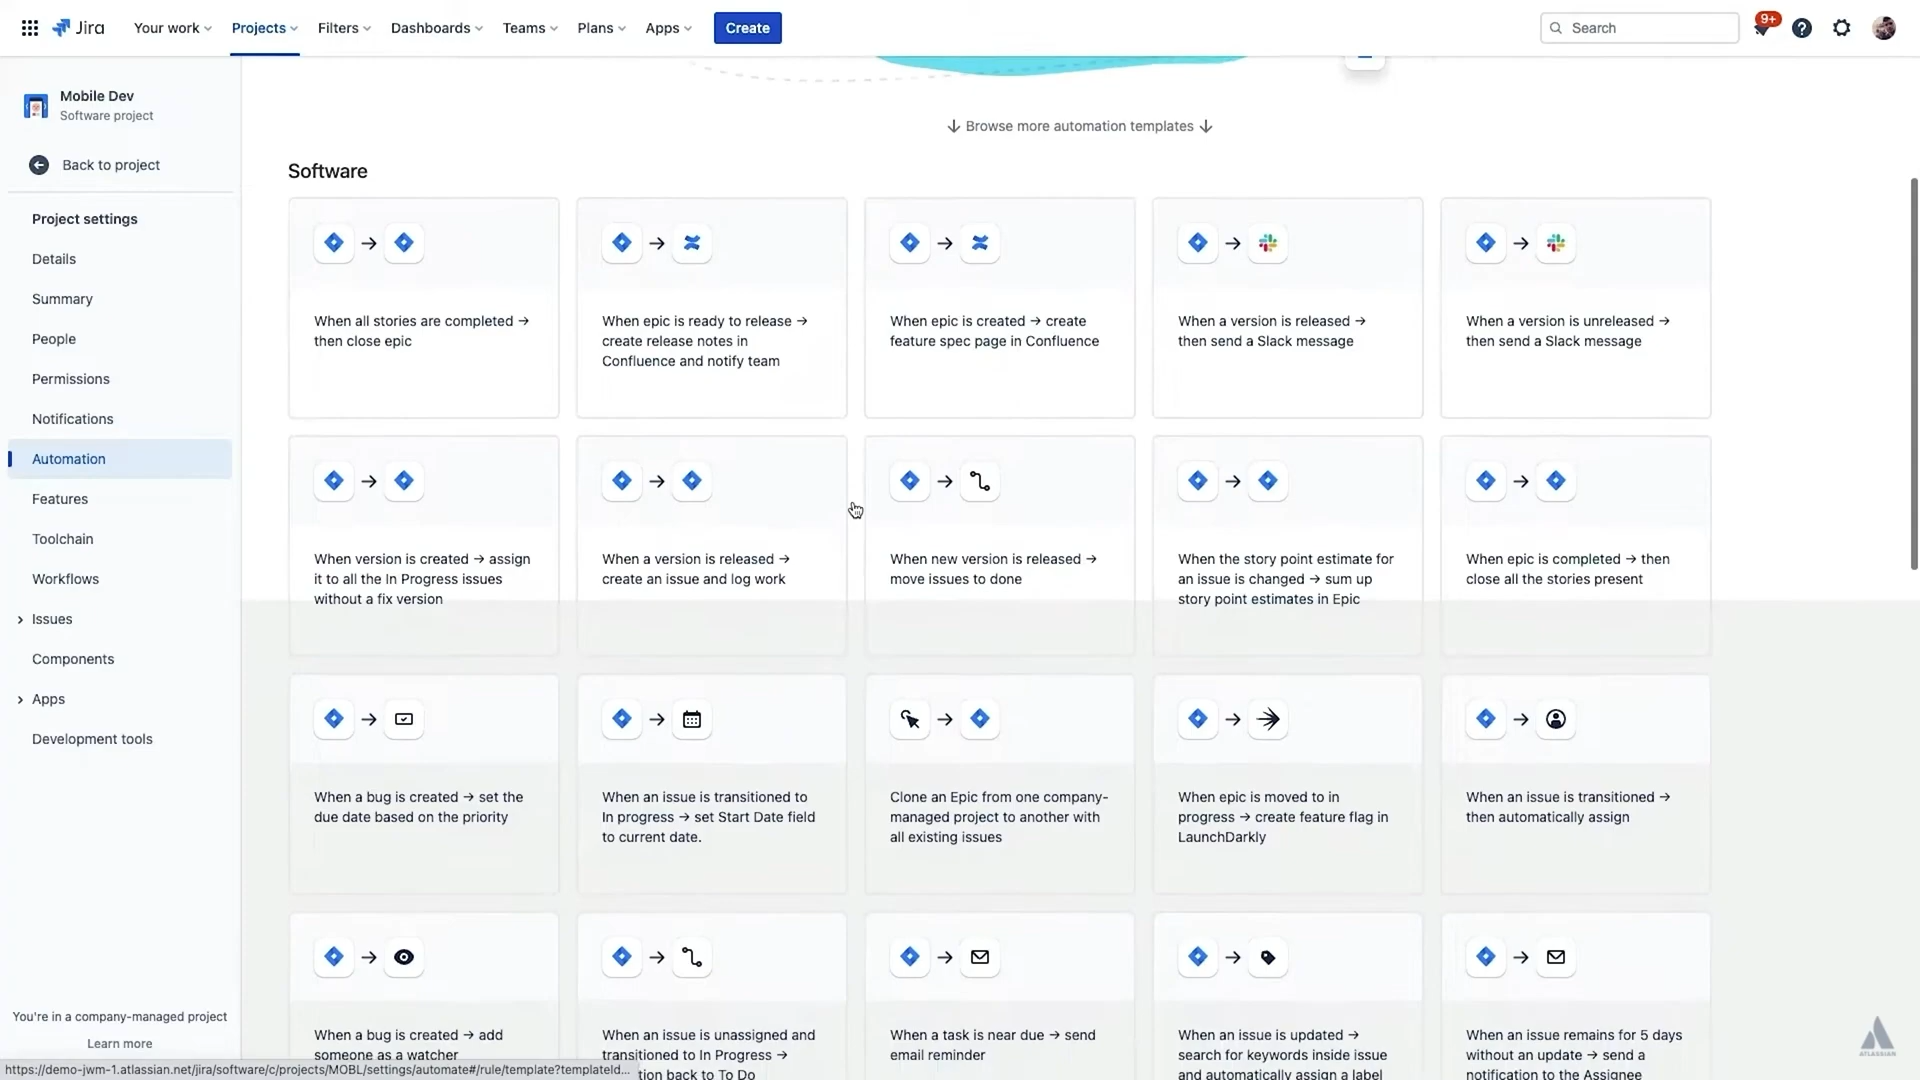 Jira
Your work
Projects
Filters
Dashboards
Teams
Plans
Apps
Create
Search
9+
Mobile Dev
Software project
Back to project
Project settings
Details
Summary
People
Permissions
Notifications
Automation
Features
Toolchain
Workflows
Issues
Components
Apps
Development tools
You're in a company-managed project
Learn more
↓ Browse more automation templates ↓
Software
When all stories are completed →
then close epic
When epic is ready to release →
create release notes in
Confluence and notify team
When epic is created → create
feature spec page in Confluence
When a version is released →
then send a Slack message
When a version is unreleased →
then send a Slack message
When version is created → assign
it to all the In Progress issues
without a fix version
When a version is released →
create an issue and log work
When new version is released →
move issues to done
When the story point estimate for
an issue is changed → sum up
story point estimates in Epic
When epic is completed → then
close all the stories present
When a bug is created → set the
due date based on the priority
When an issue is transitioned to
In progress → set Start Date field
to current date.
Clone an Epic from one company-
managed project to another with
all existing issues
When epic is moved to in
progress → create feature flag in
LaunchDarkly
When an issue is transitioned →
then automatically assign
When a bug is created → add
someone as a watcher
When an issue is unassigned and
transitioned to In Progress →
tion back to To Do
When a task is near due → send
email reminder
When an issue is updated →
search for keywords inside issue
and automatically assign a label
When an issue remains for 5 days
without an update → send a
notification to the Assignee
https://demo-jwm-1.atlassian.net/jira/software/c/projects/MOBL/settings/automate#/rule/template?templateId...
ATLASSIAN